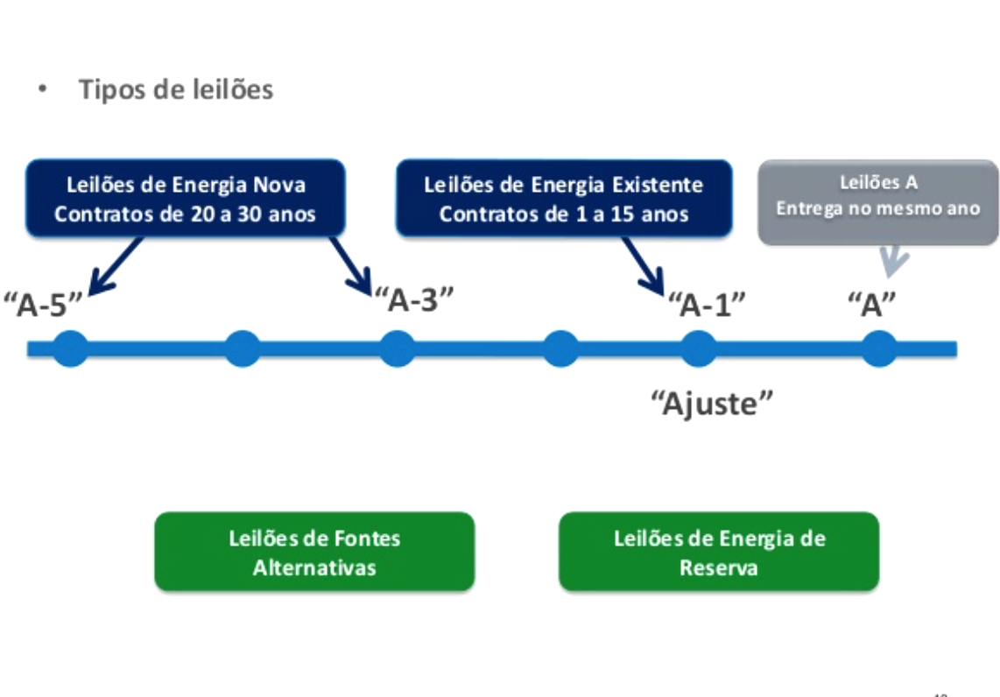 • Tipos de leilões
Leilões de Energia Nova
Contratos de 20 a 30 anos
Leilões de Energia Existente
Contratos de 1 a 15 anos
Leilões A
Entrega no mesmo ano
“A-5”
“A-3”
“A-1”
“A”
“Ajuste”
Leilões de Fontes
Alternativas
Leilões de Energia de
Reserva